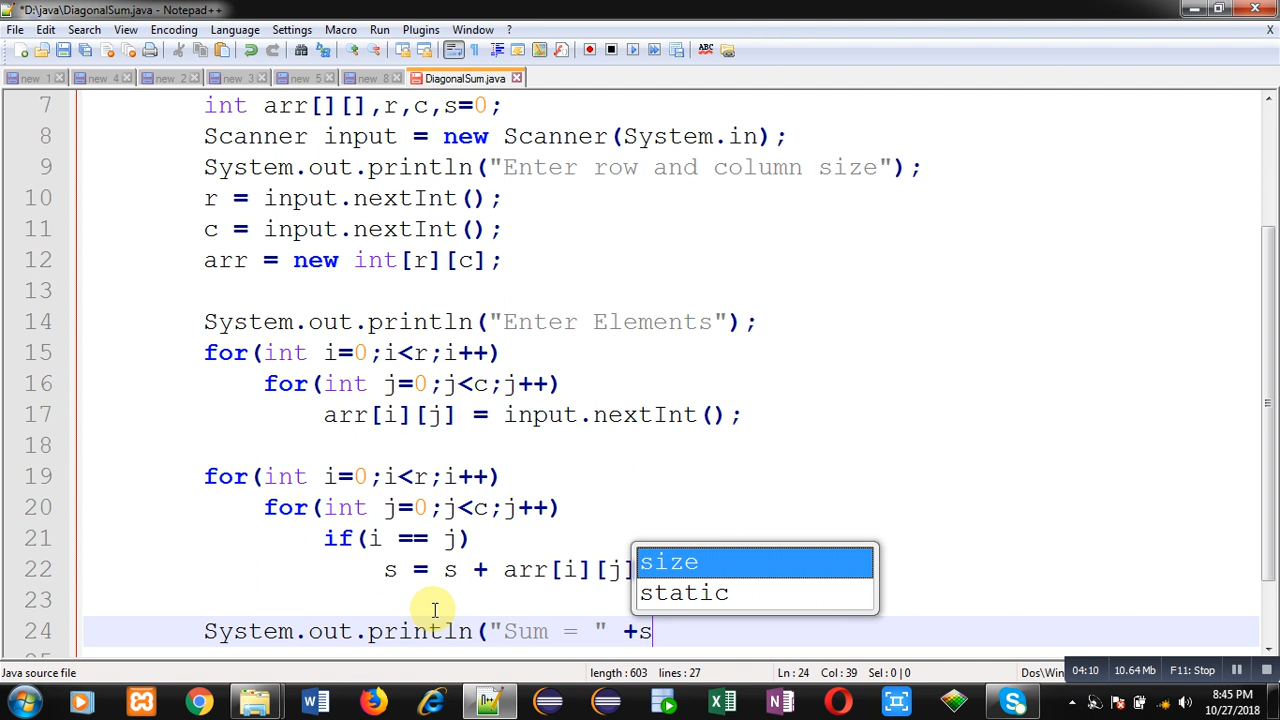 *D:\java\DiagonalSum.java - Notepad++
File Edit Search View Encoding Language Settings Macro Run Plugins Window ? X
new 1 new 4 new 2 new 3 new 5 new 8 DiagonalSum.java
7 int arr[][],r,c,s=0;
8 Scanner input = new Scanner(System.in);
9 System.out.println("Enter row and column size");
10 r = input.nextInt();
11 c = input.nextInt();
12 arr = new int[r][c];
13
14 System.out.println("Enter Elements");
15 for(int i=0;i<r;i++)
16 for(int j=0;j<c;j++)
17 arr[i][j] = input.nextInt();
18
19 for(int i=0;i<r;i++)
20 for(int j=0;j<c;j++)
21 if(i == j)
22 s = s + arr[i][j]
size
static
23
24 System.out.println("Sum = " +s
Java source file length : 603 lines : 27 Ln : 24 Col : 39 Sel : 0 | 0 Dos\Win
04:10 10.64 Mb F11: Stop
8:45 PM
10/27/2018